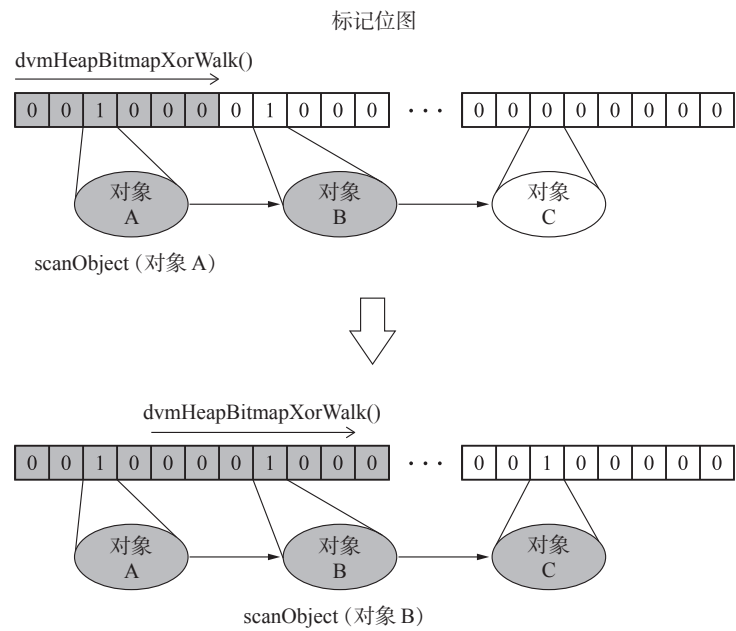 标记位图
dvmHeapBitmapXorWalk()
0 0 1 0 0 0 0 1 0 0 0 ··· 0 0 0 0 0 0 0 0
对象 A 对象 B 对象 C
scanObject（对象 A）
dvmHeapBitmapXorWalk()
0 0 1 0 0 0 0 1 0 0 0 ··· 0 0 1 0 0 0 0 0
对象 A 对象 B 对象 C
scanObject（对象 B）